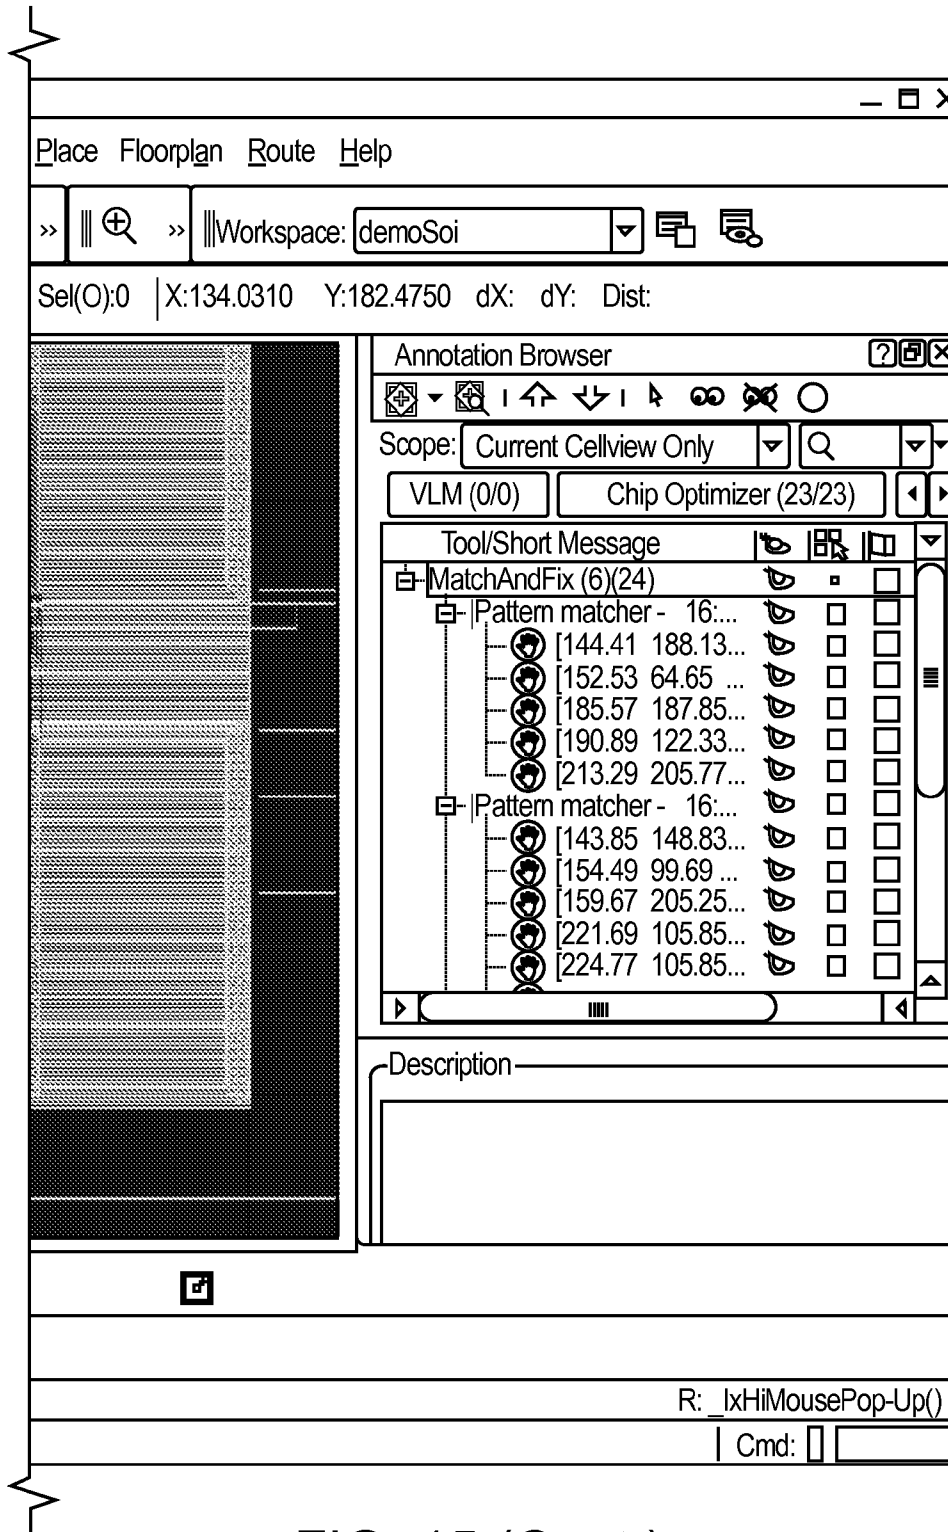 Place Floorplan Route Help
›› ›› Workspace: demoSoi
Sel(O):0 X:134.0310 Y:182.4750 dX: dY: Dist:
Annotation Browser ?
Scope: Current Cellview Only
VLM (0/0) Chip Optimizer (23/23)
Tool/Short Message
MatchAndFix (6)(24)
Pattern matcher - 16:...
[144.41 188.13...
[152.53 64.65 ...
[185.57 187.85...
[190.89 122.33...
[213.29 205.77...
Pattern matcher - 16:...
[143.85 148.83...
[154.49 99.69 ...
[159.67 205.25...
[221.69 105.85...
[224.77 105.85...
Description
R: _lxHiMousePop-Up()
Cmd: